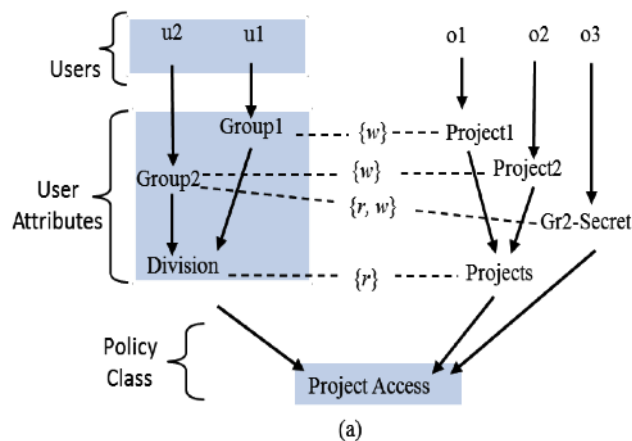 u2 u1 o1 o2 o3
Users
Group1 {w} Project1
Group2 {w} Project2
User
Attributes
{r, w} Gr2-Secret
Division {r} Projects
Policy
Class
Project Access
(a)